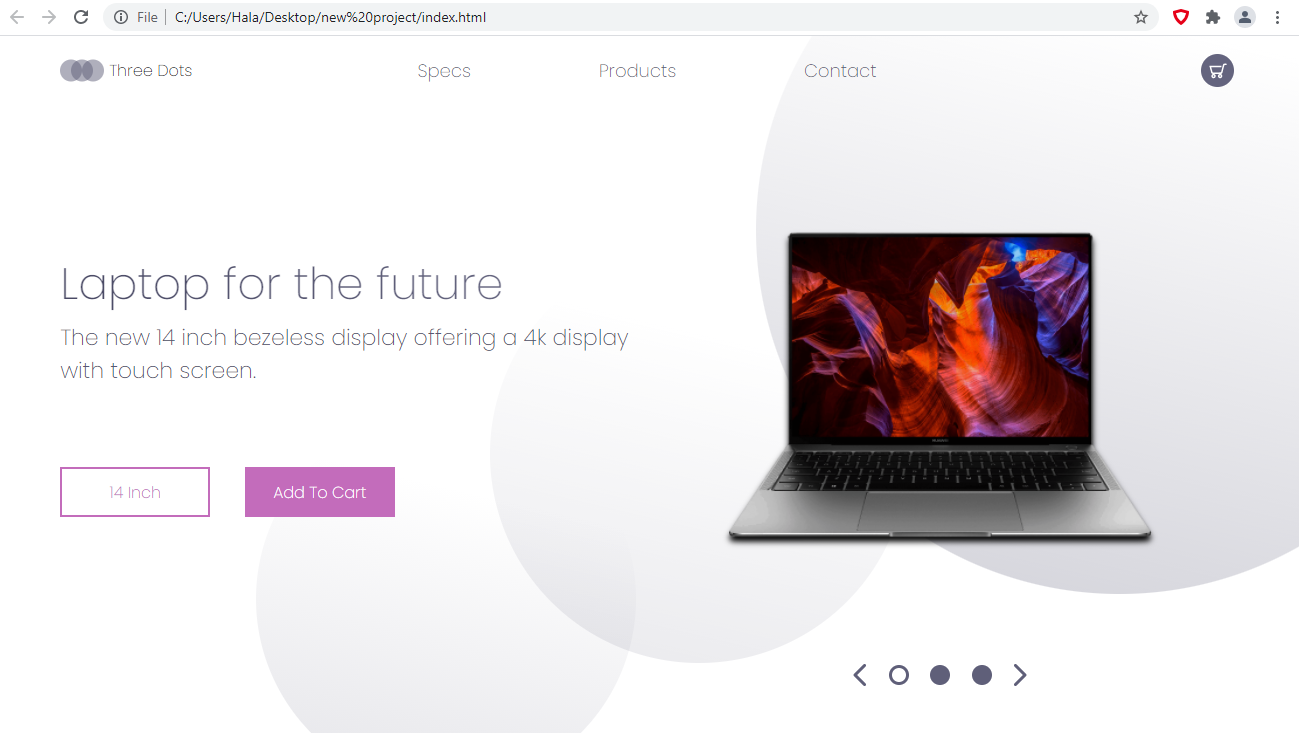 File
C:/Users/Hala/Desktop/new%20project/index.html
Three Dots
Specs
Products
Contact
Laptop for the future
The new 14 inch bezeless display offering a 4k display
with touch screen.
14 Inch
Add To Cart